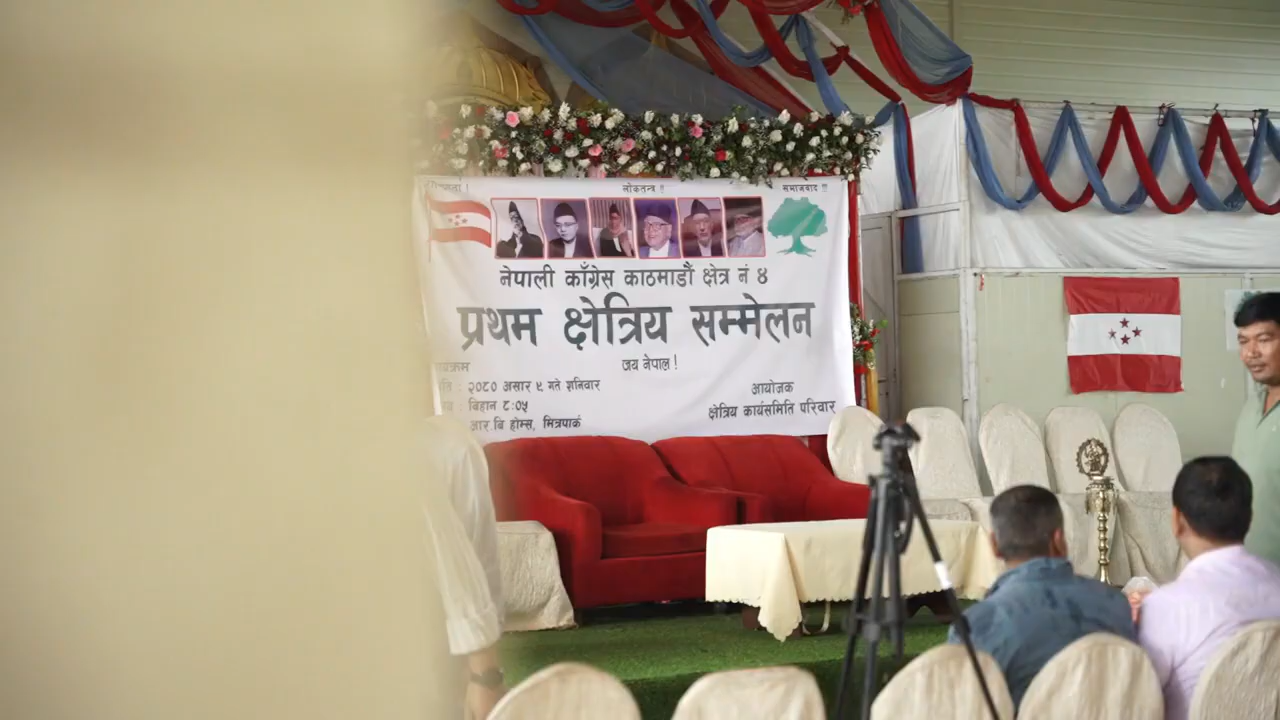 लोकतन्त्र !! समाजवाद !!!
नेपाली काँग्रेस काठमाडौं क्षेत्र नं ४
प्रथम क्षेत्रिय सम्मेलन
जय नेपाल !
: २०८० असार ९ गते शनिवार
: बिहान ८:०५
आर.बि होम्स, मित्रपार्क
आयोजक
क्षेत्रिय कार्यसमिति परिवार